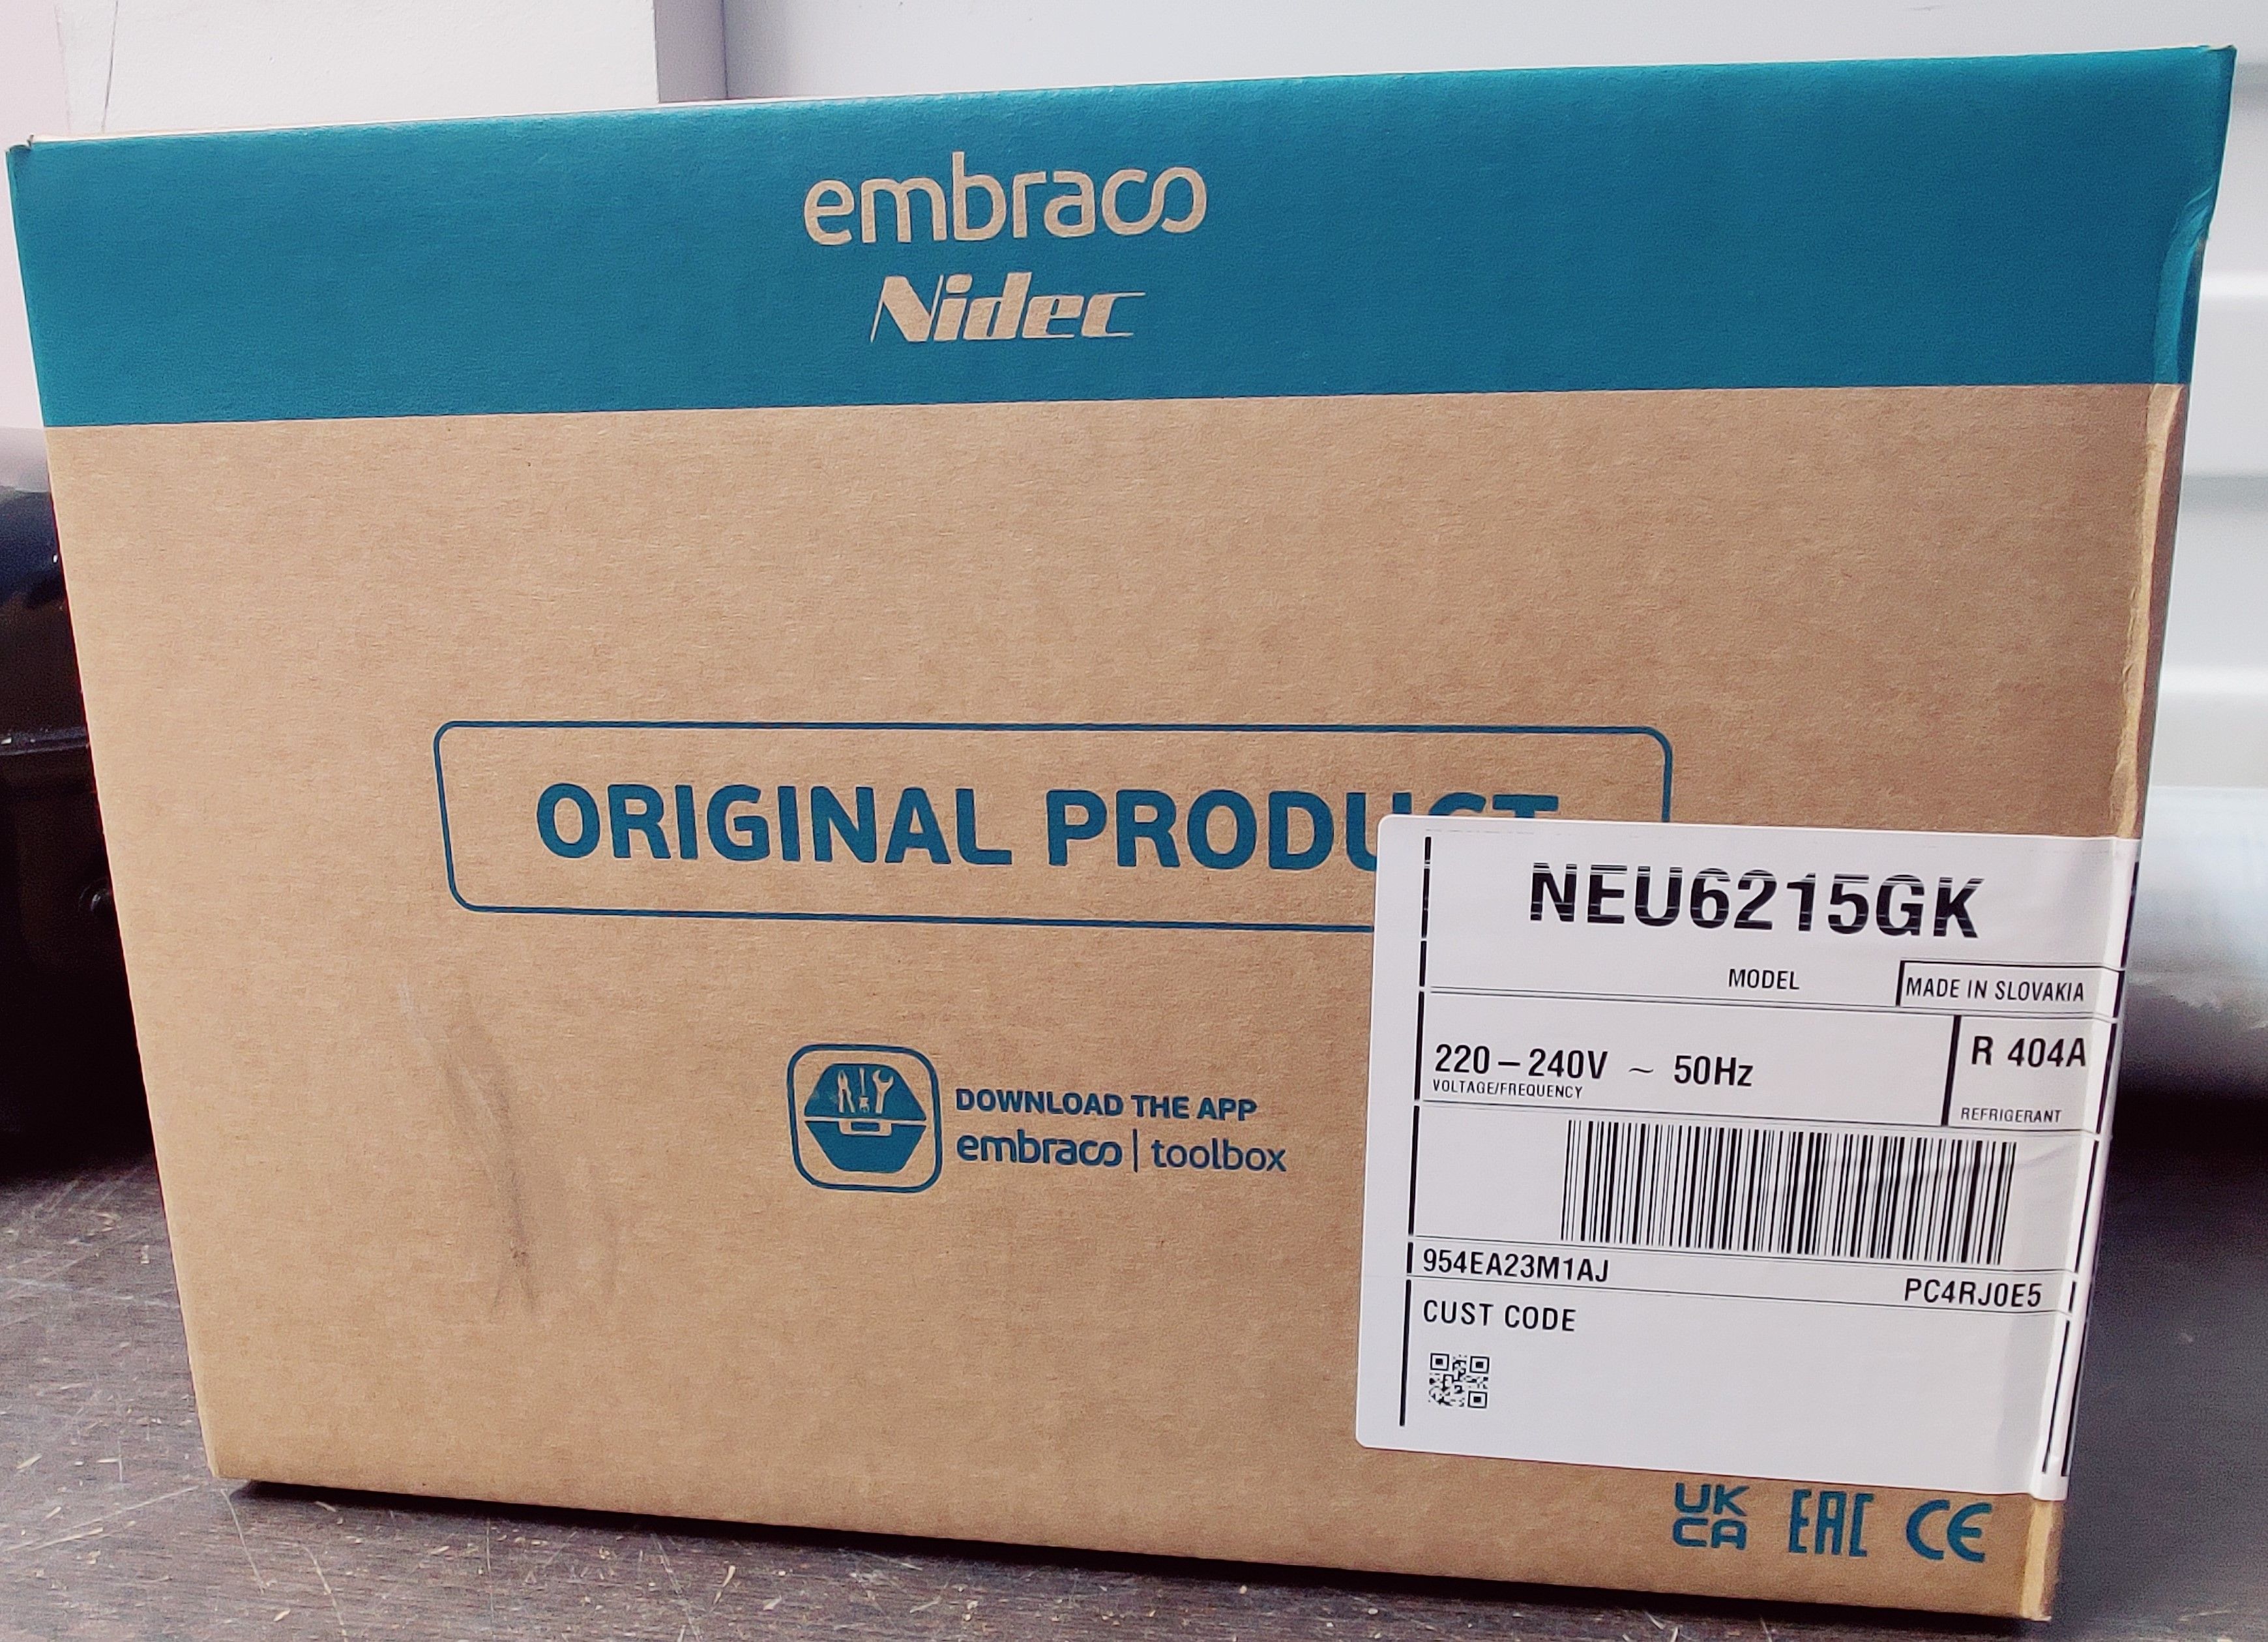 embraco
Nidec
ORIGINAL PRODUCT
DOWNLOAD THE APP
embraco | toolbox
NEU6215GK
MODEL
MADE IN SLOVAKIA
220 – 240V ~ 50Hz
VOLTAGE/FREQUENCY
R 404A
REFRIGERANT
954EA23M1AJ
PC4RJ0E5
CUST CODE
UK
CA
EAC
CE